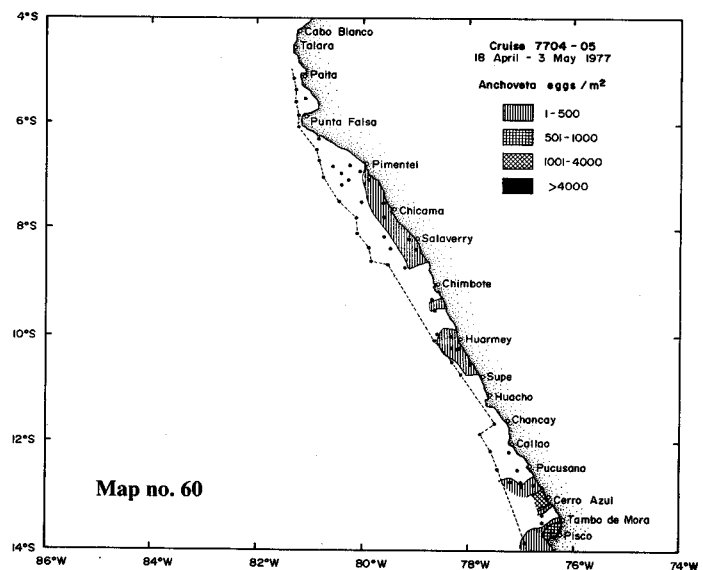 4°S
6°S
8°S
10°S
12°S
14°S
86°W
84°W
82°W
80°W
78°W
76°W
74°W
Cabo Blanco
Talara
Paita
Punta Falsa
Pimentel
Chicama
Salaverry
Chimbote
Huarmey
Supe
Huacho
Chancay
Callao
Pucusana
Cerro Azul
Tambo de Mora
Pisco
Cruise 7704-05
18 April - 3 May 1977
Anchoveta eggs / m²
1-500
501-1000
1001-4000
>4000
Map no. 60